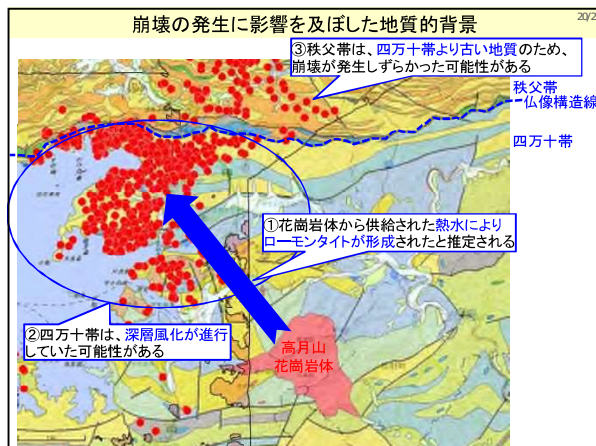 崩壊の発生に影響を及ぼした地質的背景
③秩父帯は、四万十帯より古い地質のため、
崩壊が発生しずらかった可能性がある
秩父帯
仏像構造線
四万十帯
①花崗岩体から供給された熱水により
ローモンタイトが形成されたと推定される
②四万十帯は、深層風化が進行
していた可能性がある
高月山
花崗岩体